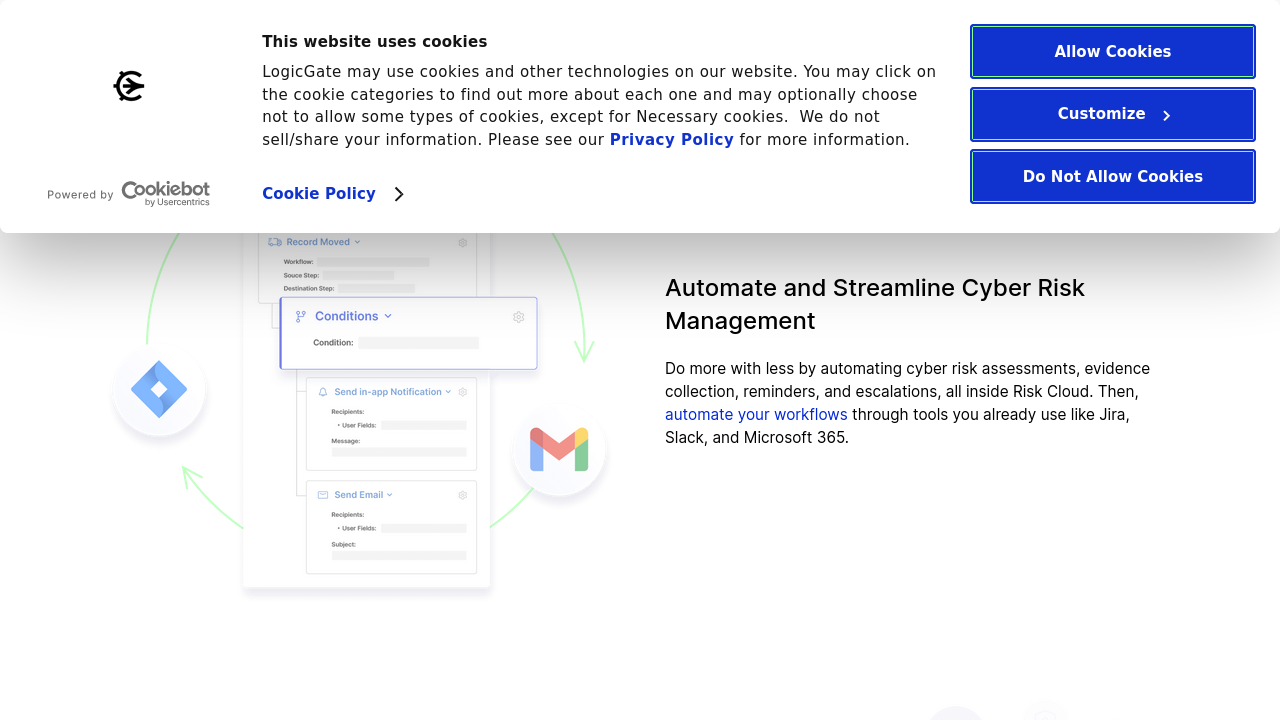 This website uses cookies
LogicGate may use cookies and other technologies on our website. You may click on
the cookie categories to find out more about each one and may optionally choose
not to allow some types of cookies, except for Necessary cookies.  We do not
sell/share your information. Please see our Privacy Policy for more information.
Cookie Policy
Powered by Cookiebot
by Usercentrics
Allow Cookies
Customize
Do Not Allow Cookies
Record Moved
Workflow:
Souce Step:
Destination Step:
Conditions
Condition:
Send in-app Notification
Recipients:
• User Fields:
Message:
Send Email
Recipients:
• User Fields:
Subject:
Automate and Streamline Cyber Risk
Management
Do more with less by automating cyber risk assessments, evidence
collection, reminders, and escalations, all inside Risk Cloud. Then,
automate your workflows through tools you already use like Jira,
Slack, and Microsoft 365.